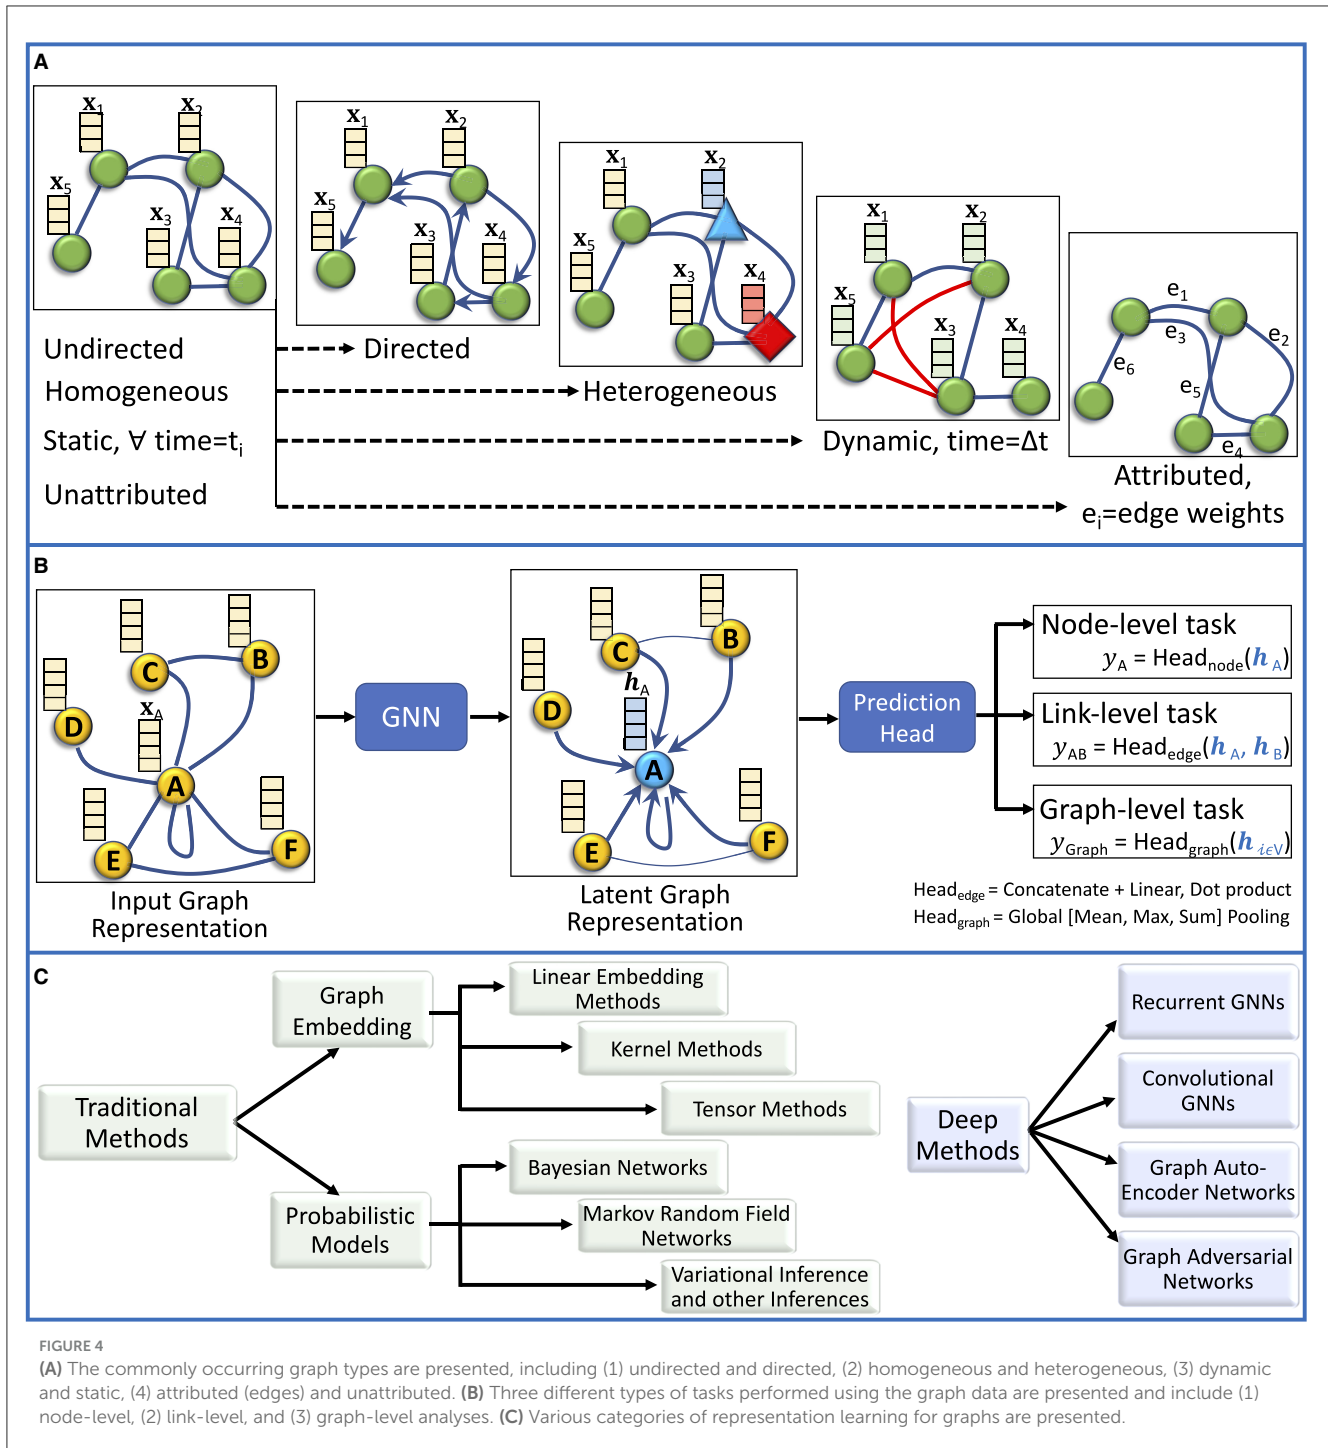 A
x1
x2
x5
x3
x4
x1
x2
x5
x3
x4
x1
x2
x5
x3
x4
x1
x2
x5
x3
x4
e1
e2
e3
e6
e5
e4
Undirected
Directed
Homogeneous
Heterogeneous
Static, ∀ time=ti
Dynamic, time=Δt
Unattributed
Attributed,
ei=edge weights
B
C
B
D
xA
A
E
F
Input Graph
Representation
GNN
C
B
hA
D
A
E
F
Latent Graph
Representation
Prediction
Head
Node-level task
yA = Headnode(hA)
Link-level task
yAB = Headedge(hA, hB)
Graph-level task
yGraph = Headgraph(hiϵV)
Headedge = Concatenate + Linear, Dot product
Headgraph = Global [Mean, Max, Sum] Pooling
C
Traditional
Methods
Graph
Embedding
Linear Embedding
Methods
Kernel Methods
Tensor Methods
Probabilistic
Models
Bayesian Networks
Markov Random Field
Networks
Variational Inference
and other Inferences
Deep
Methods
Recurrent GNNs
Convolutional
GNNs
Graph Auto-
Encoder Networks
Graph Adversarial
Networks
FIGURE 4
(A) The commonly occurring graph types are presented, including (1) undirected and directed, (2) homogeneous and heterogeneous, (3) dynamic
and static, (4) attributed (edges) and unattributed. (B) Three different types of tasks performed using the graph data are presented and include (1)
node-level, (2) link-level, and (3) graph-level analyses. (C) Various categories of representation learning for graphs are presented.